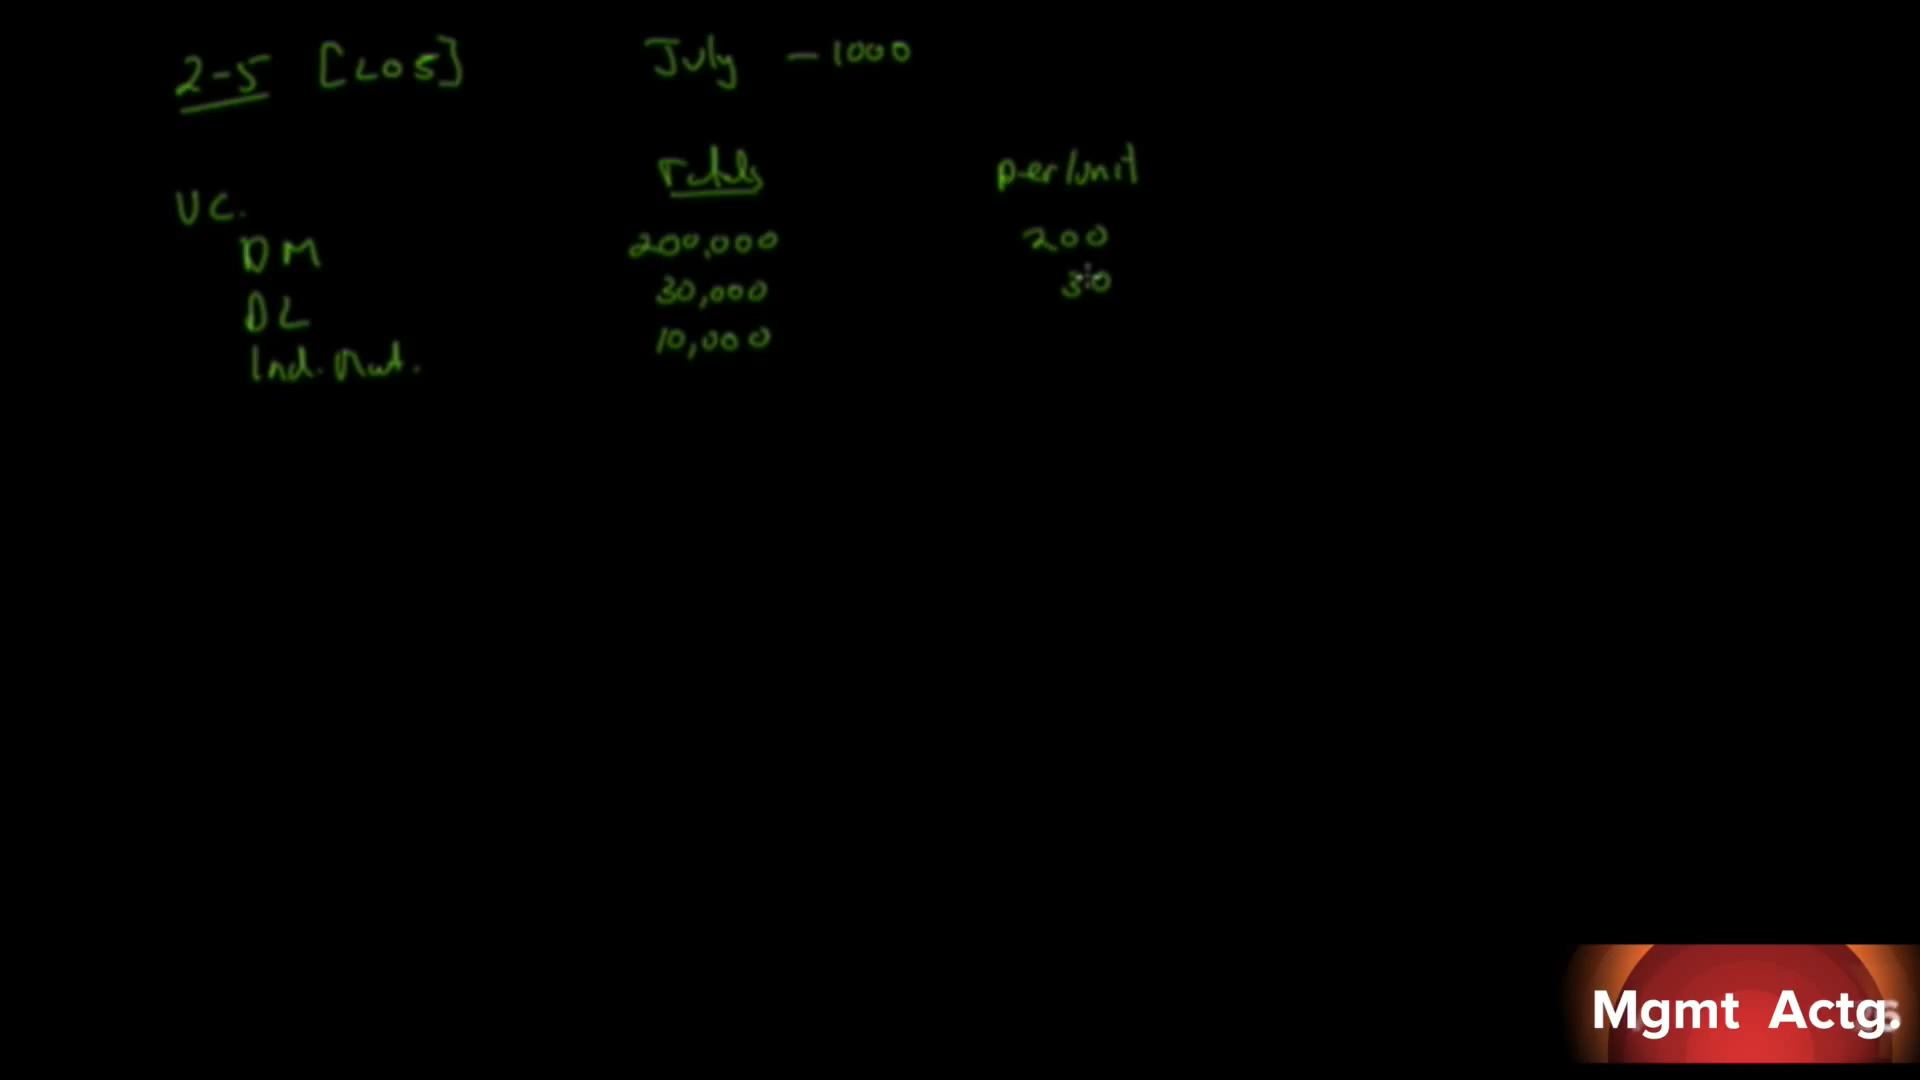 2-5 [LO5] July - 1000
Totals per/unit
VC.
DM 200,000 200
DL 30,000 30
Ind. Mat. 10,000
Mgmt Actg.